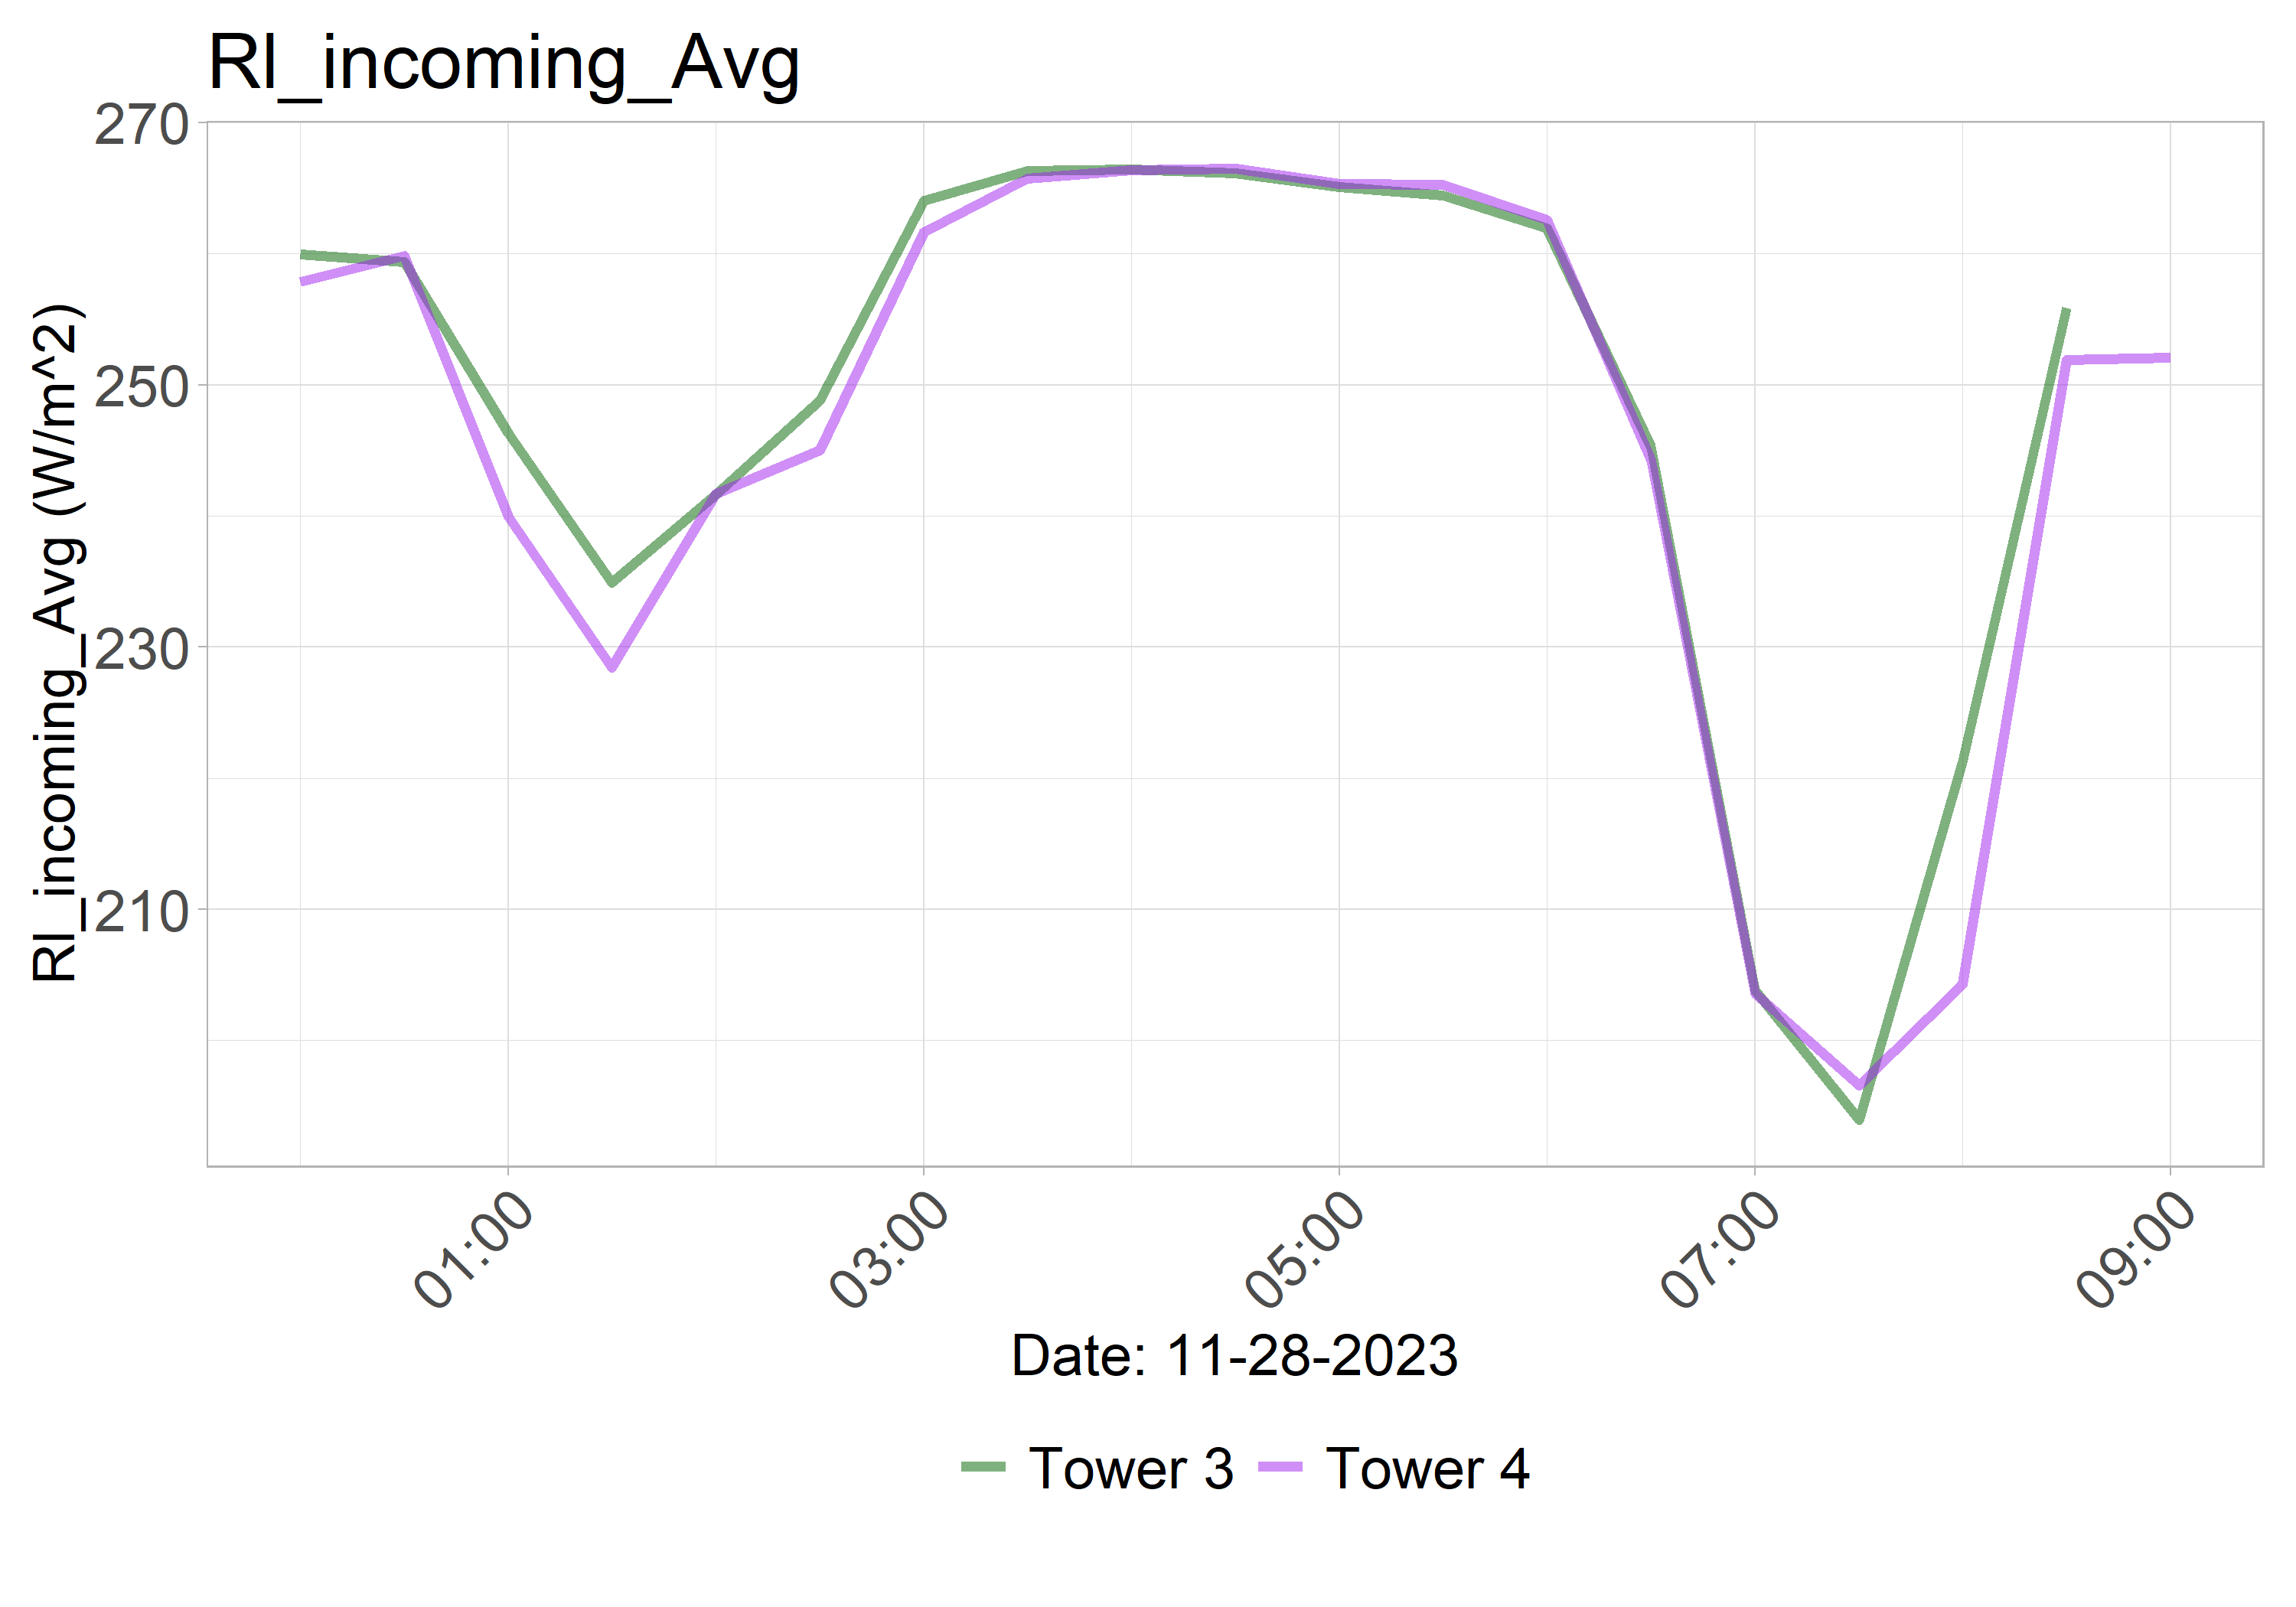 Rl_incoming_Avg
Rl_incoming_Avg (W/m^2)
270
250
230
210
01:00
03:00
05:00
07:00
09:00
Date: 11-28-2023
Tower 3
Tower 4